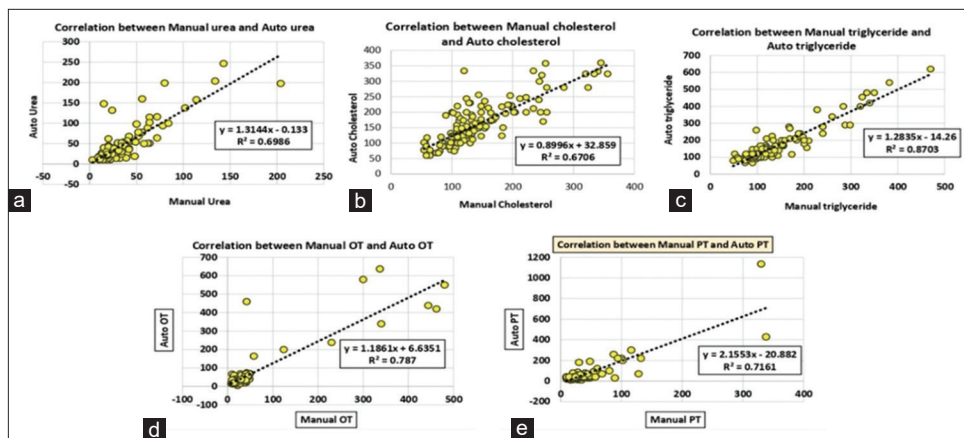 Correlation between Manual urea and Auto urea
300
250
200
150
100
50
0
-50
-50 0 50 100 150 200 250
Auto Urea
y = 1.3144x - 0.133
R² = 0.6986
Manual Urea
a
Correlation between Manual cholesterol
and Auto cholesterol
400
350
300
250
200
150
100
50
0
0 100 200 300 400
Auto Cholesterol
y = 0.8996x + 32.859
R² = 0.6706
Manual Cholesterol
b
Correlation between Manual triglyceride and
Auto triglyceride
700
600
500
400
300
200
100
0
0 100 200 300 400 500
Auto triglyceride
y = 1.2835x - 14.26
R² = 0.8703
Manual triglyceride
c
Correlation between Manual OT and Auto OT
700
600
500
400
300
200
100
0
-100
-100 0 100 200 300 400 500
Auto OT
y = 1.1861x + 6.6351
R² = 0.787
Manual OT
d
Correlation between Manual PT and Auto PT
1200
1000
800
600
400
200
0
-200
0 100 200 300 400
Auto PT
y = 2.1553x - 20.882
R² = 0.7161
Manual PT
e